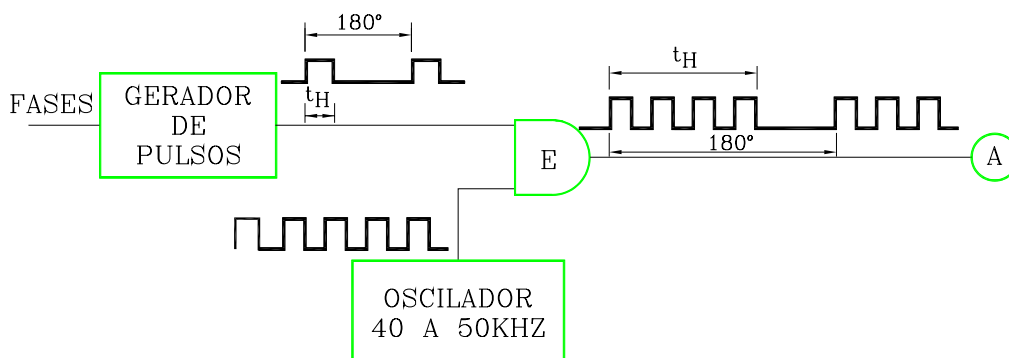 180°
tH
FASES
GERADOR
DE
PULSOS
tH
180°
E
A
OSCILADOR
40 A 50KHZ